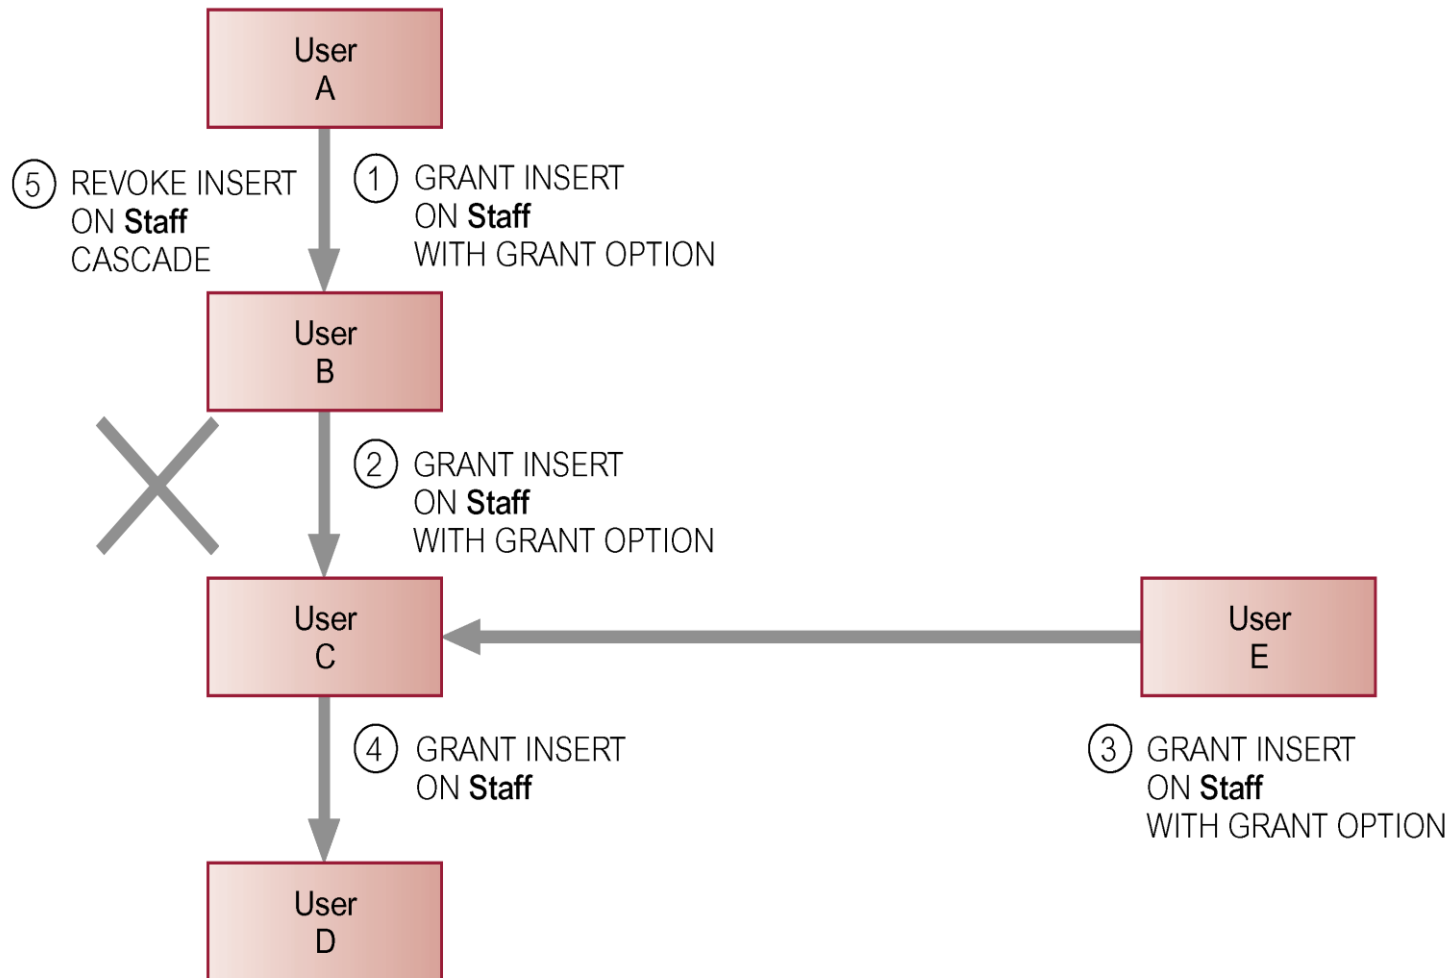 User
A
5 REVOKE INSERT
ON Staff
CASCADE
1 GRANT INSERT
ON Staff
WITH GRANT OPTION
User
B
2 GRANT INSERT
ON Staff
WITH GRANT OPTION
User
C
User
E
4 GRANT INSERT
ON Staff
3 GRANT INSERT
ON Staff
WITH GRANT OPTION
User
D